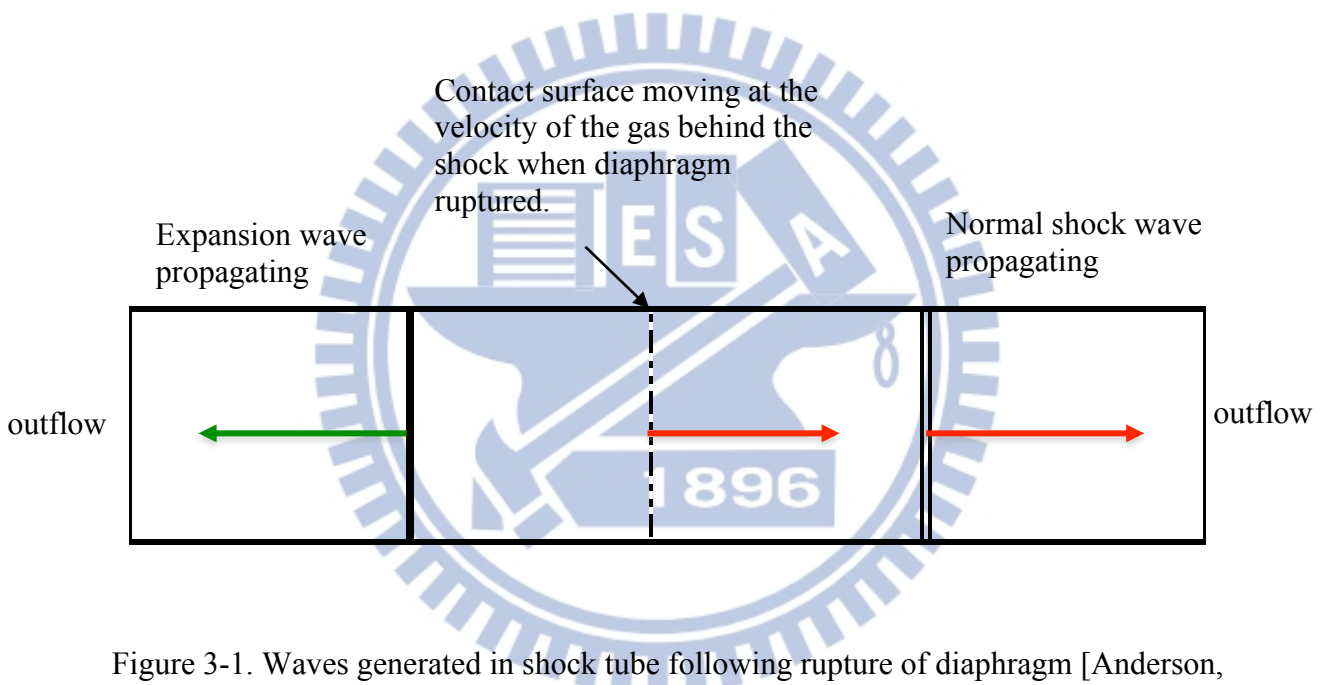 Contact surface moving at the
velocity of the gas behind the
shock when diaphragm
ruptured.
Expansion wave
propagating
Normal shock wave
propagating
E S A
8
outflow
outflow
1896
Figure 3-1. Waves generated in shock tube following rupture of diaphragm [Anderson,